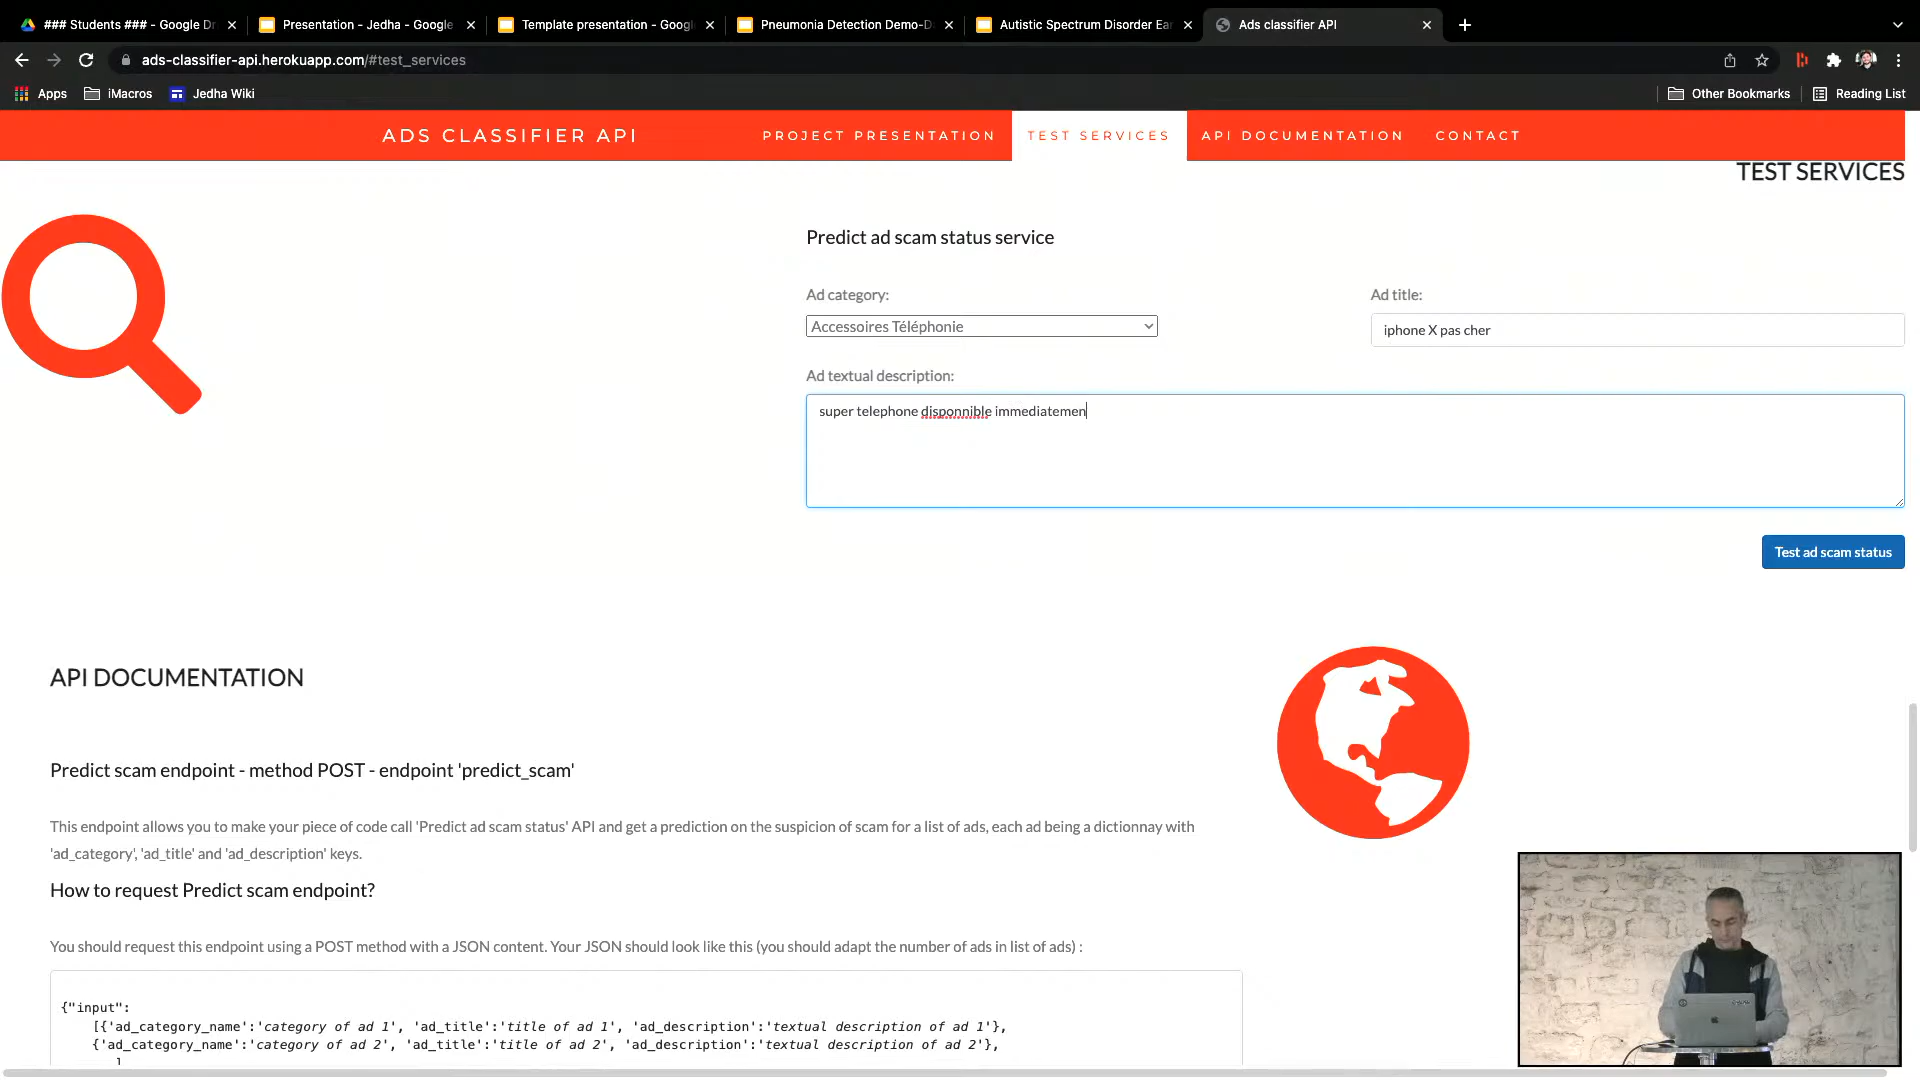 ### Students ### - Google Dr
Presentation - Jedha - Google
Template presentation - Googl
Pneumonia Detection Demo-D
Autistic Spectrum Disorder Ear
Ads classifier API
ads-classifier-api.herokuapp.com/#test_services
Apps
iMacros
Jedha Wiki
Other Bookmarks
Reading List
ADS CLASSIFIER API
PROJECT PRESENTATION
TEST SERVICES
API DOCUMENTATION
CONTACT
TEST SERVICES
Predict ad scam status service
Ad category:
Ad title:
Accessoires Téléphonie
iphone X pas cher
Ad textual description:
super telephone disponnible immediatemen
Test ad scam status
API DOCUMENTATION
Predict scam endpoint - method POST - endpoint 'predict_scam'
This endpoint allows you to make your piece of code call 'Predict ad scam status' API and get a prediction on the suspicion of scam for a list of ads, each ad being a dictionnay with
'ad_category', 'ad_title' and 'ad_description' keys.
How to request Predict scam endpoint?
You should request this endpoint using a POST method with a JSON content. Your JSON should look like this (you should adapt the number of ads in list of ads) :
{"input":
[{'ad_category_name':'category of ad 1', 'ad_title':'title of ad 1', 'ad_description':'textual description of ad 1'},
{'ad_category_name':'category of ad 2', 'ad_title':'title of ad 2', 'ad_description':'textual description of ad 2'},
]